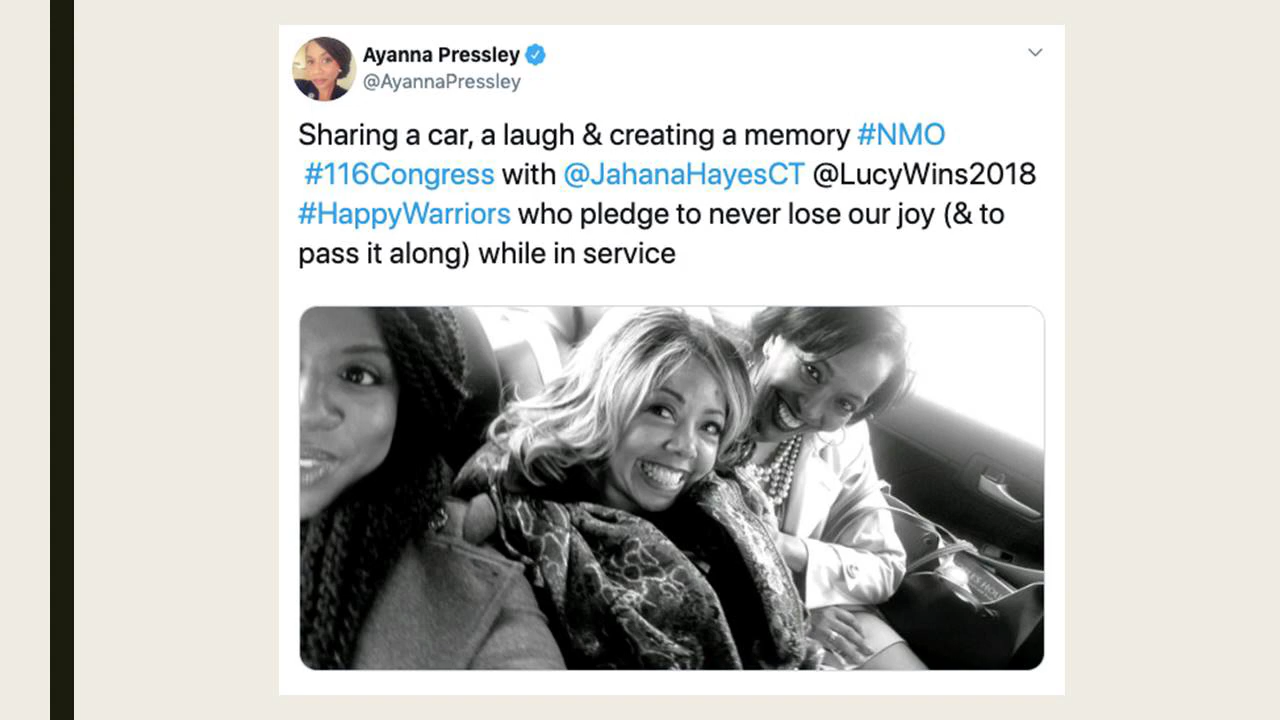 Ayanna Pressley
@AyannaPressley
Sharing a car, a laugh & creating a memory #NMO
#116Congress with @JahanaHayesCT @LucyWins2018
#HappyWarriors who pledge to never lose our joy (& to
pass it along) while in service